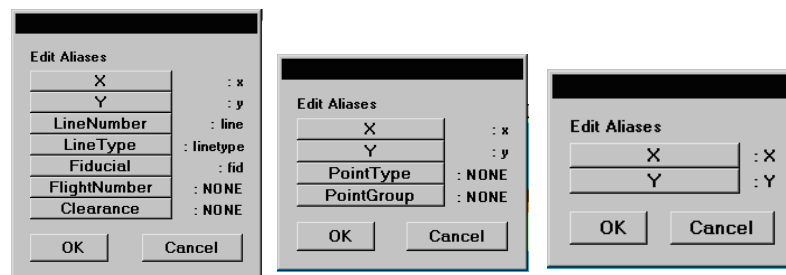 Edit Aliases
X : x
Y : y
LineNumber : line
LineType : linetype
Fiducial : fid
FlightNumber : NONE
Clearance : NONE
OK Cancel
Edit Aliases
X : x
Y : y
PointType : NONE
PointGroup : NONE
OK Cancel
Edit Aliases
X : X
Y : Y
OK Cancel